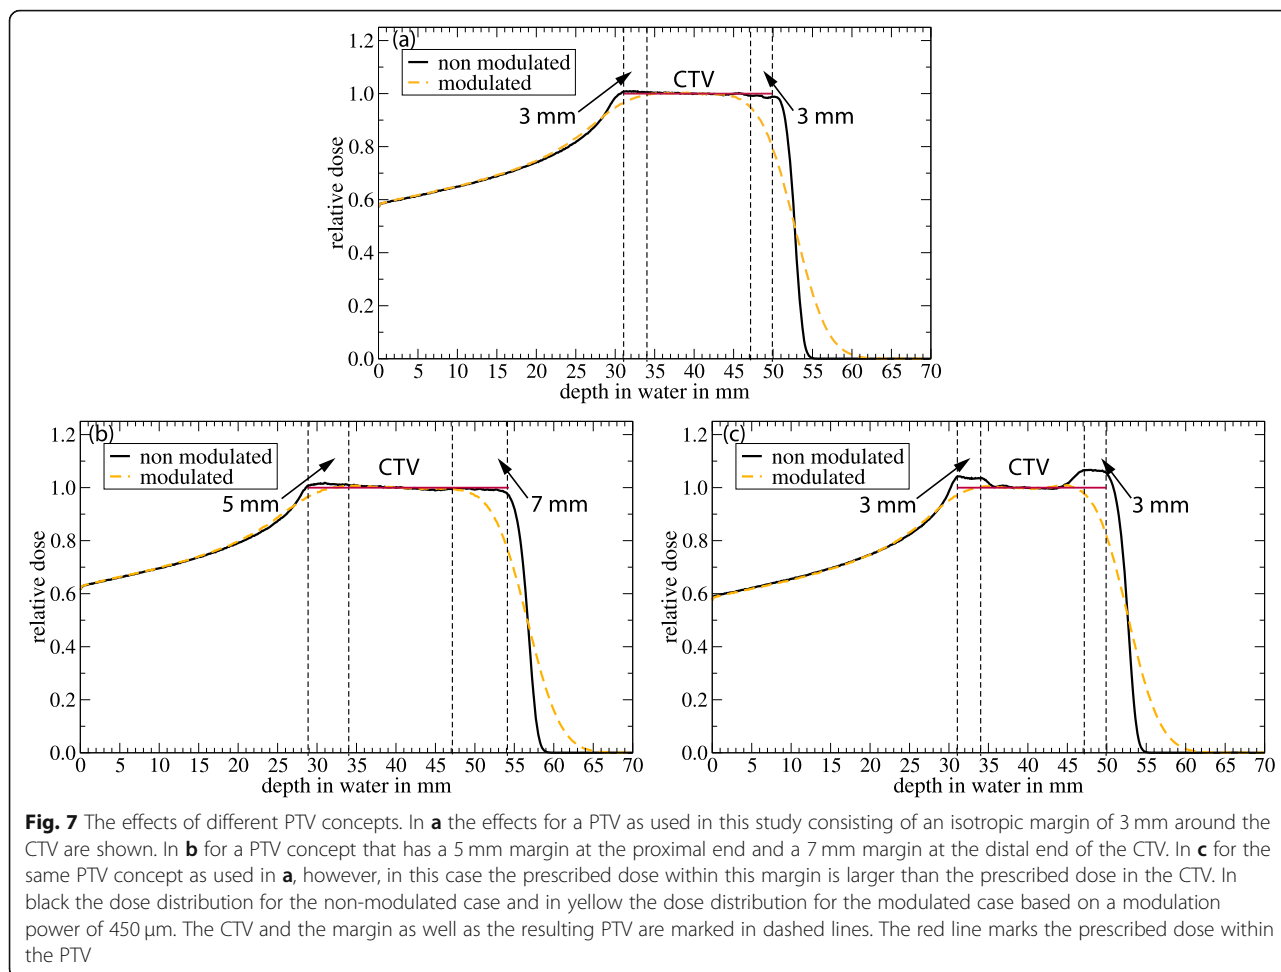 (a)
non modulated
modulated
CTV
3 mm
3 mm
relative dose
1.2
1.0
0.8
0.6
0.4
0.2
0.0
0 5 10 15 20 25 30 35 40 45 50 55 60 65 70
depth in water in mm
(b)
non modulated
modulated
CTV
5 mm
7 mm
relative dose
1.2
1.0
0.8
0.6
0.4
0.2
0.0
0 5 10 15 20 25 30 35 40 45 50 55 60 65 70
depth in water in mm
(c)
non modulated
modulated
CTV
3 mm
3 mm
relative dose
1.2
1.0
0.8
0.6
0.4
0.2
0.0
0 5 10 15 20 25 30 35 40 45 50 55 60 65 70
depth in water in mm
Fig. 7 The effects of different PTV concepts. In a the effects for a PTV as used in this study consisting of an isotropic margin of 3 mm around the
CTV are shown. In b for a PTV concept that has a 5 mm margin at the proximal end and a 7 mm margin at the distal end of the CTV. In c for the
same PTV concept as used in a, however, in this case the prescribed dose within this margin is larger than the prescribed dose in the CTV. In
black the dose distribution for the non-modulated case and in yellow the dose distribution for the modulated case based on a modulation
power of 450 μm. The CTV and the margin as well as the resulting PTV are marked in dashed lines. The red line marks the prescribed dose within
the PTV